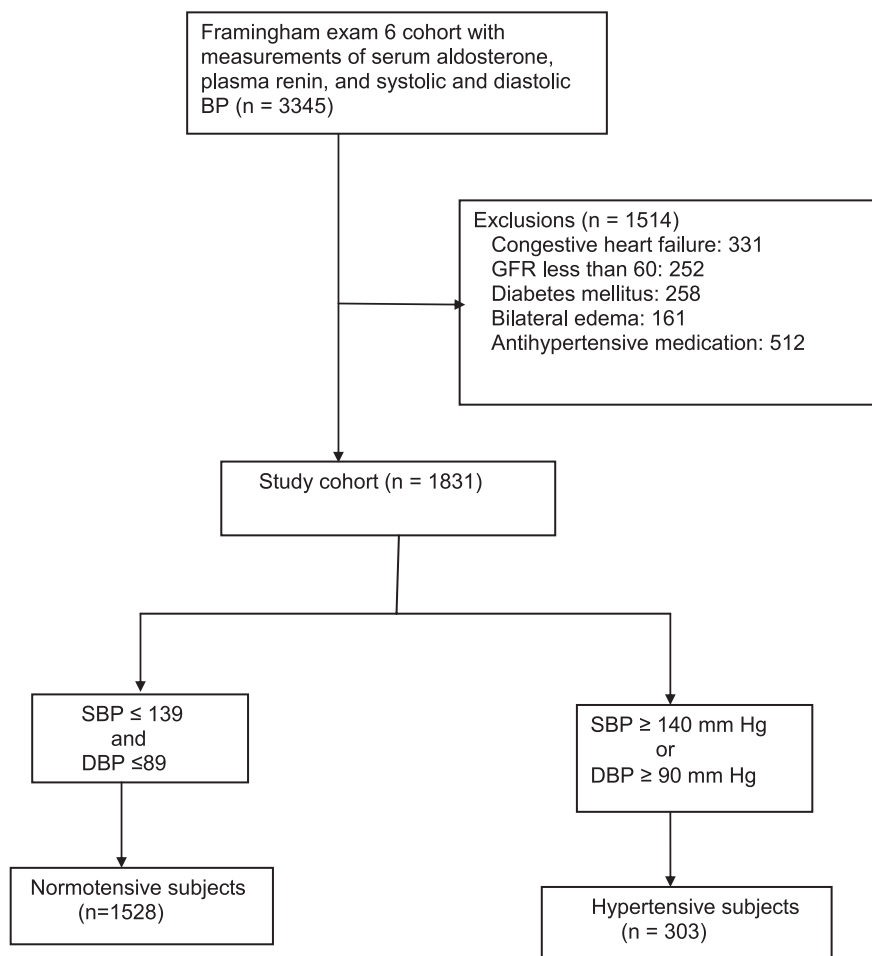 Framingham exam 6 cohort with
measurements of serum aldosterone,
plasma renin, and systolic and diastolic
BP (n = 3345)
Exclusions (n = 1514)
Congestive heart failure: 331
GFR less than 60: 252
Diabetes mellitus: 258
Bilateral edema: 161
Antihypertensive medication: 512
Study cohort (n = 1831)
SBP ≤ 139
and
DBP ≤89
SBP ≥ 140 mm Hg
or
DBP ≥ 90 mm Hg
Normotensive subjects
(n=1528)
Hypertensive subjects
(n = 303)